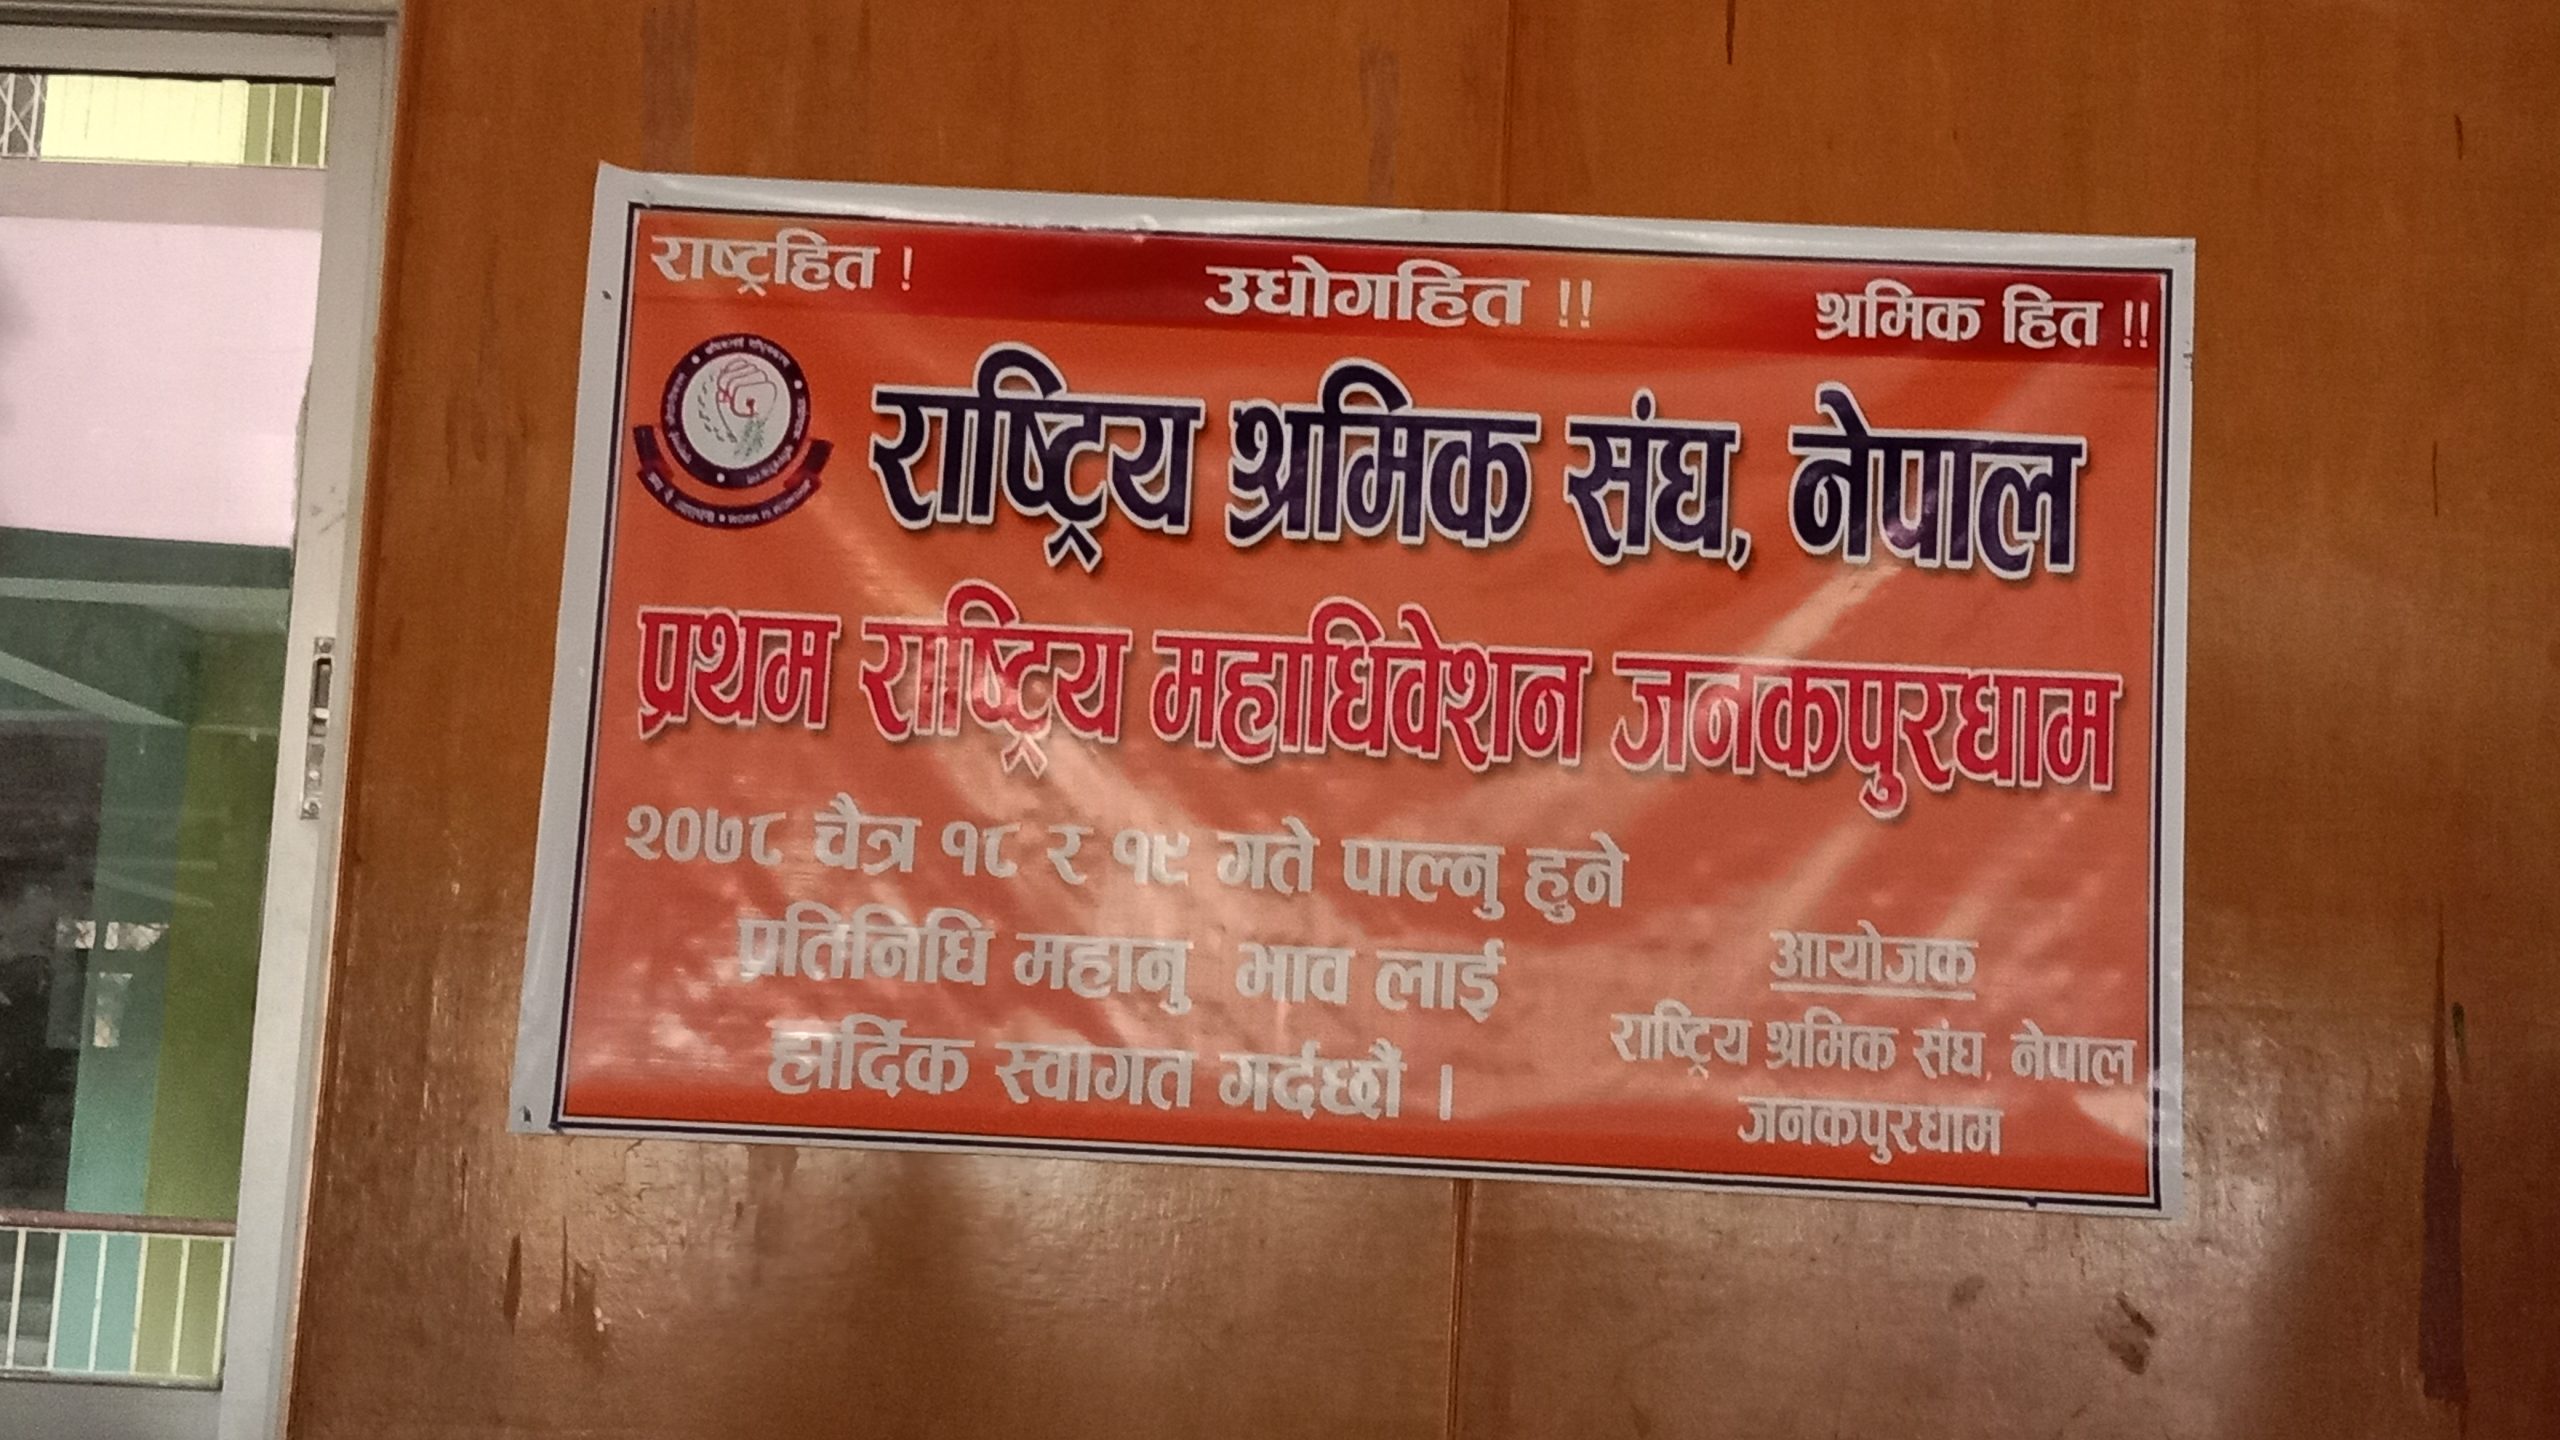 राष्ट्रहित ! उधोगहित !! श्रमिक हित !!
राष्ट्रिय श्रमिक संघ, नेपाल
प्रथम राष्ट्रिय महाधिवेशन जनकपुरधाम
२०७८ चैत्र १८ र १९ गते पाल्नु हुने
प्रतिनिधि महानु भाव लाई
हार्दिक स्वागत गर्दछौं ।
आयोजक
राष्ट्रिय श्रमिक संघ, नेपाल
जनकपुरधाम